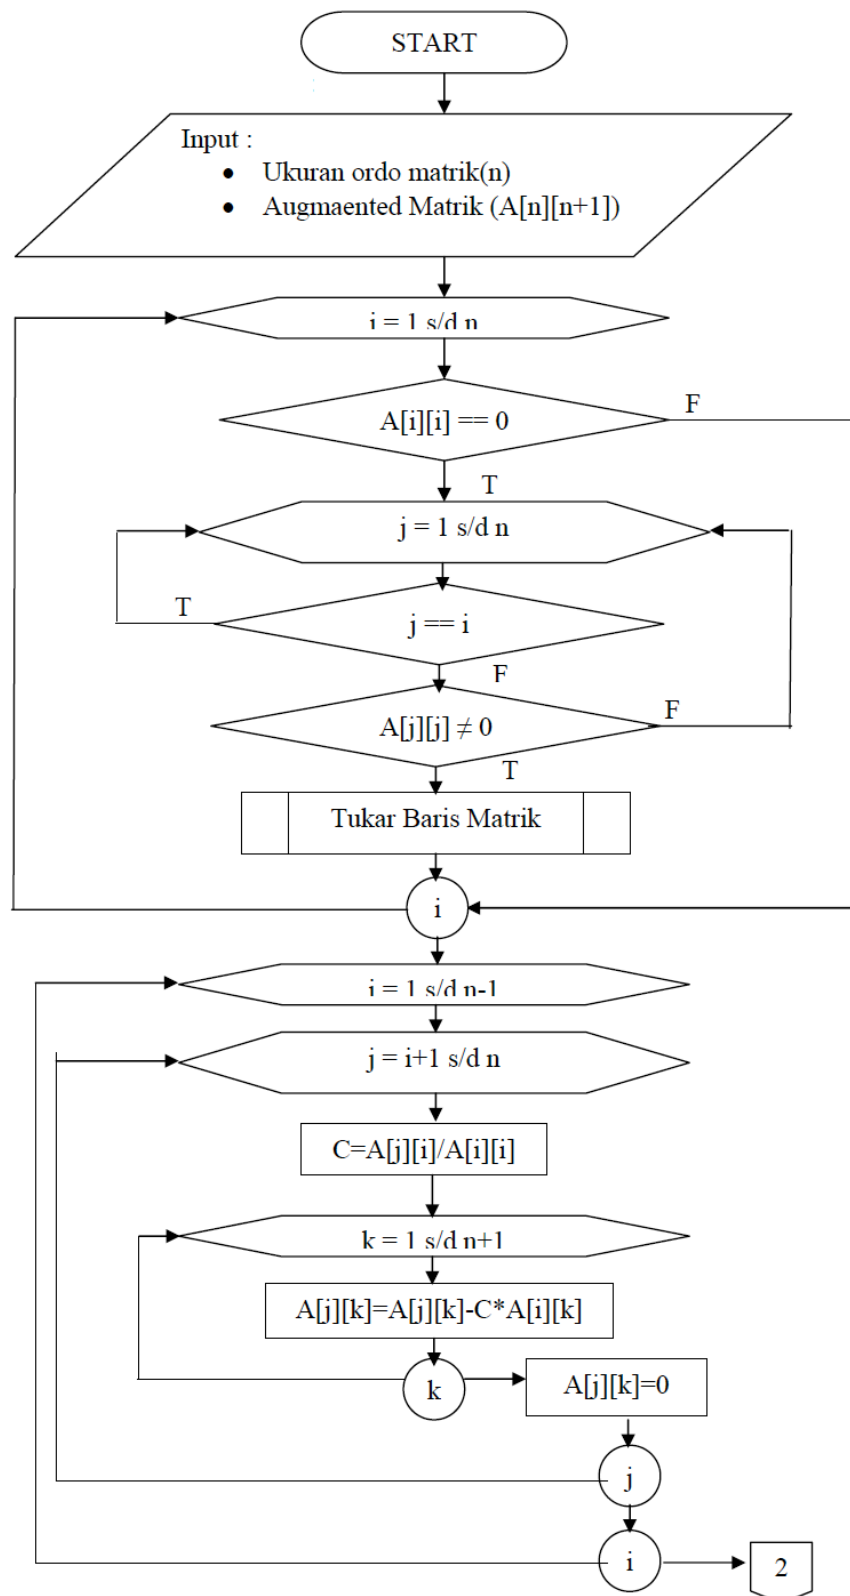 START
Input :
• Ukuran ordo matrik(n)
• Augmaented Matrik (A[n][n+1])
i = 1 s/d n
A[i][i] == 0
F
T
j = 1 s/d n
T
j == i
F
A[j][j] ≠ 0
F
T
Tukar Baris Matrik
i
i = 1 s/d n-1
j = i+1 s/d n
C=A[j][i]/A[i][i]
k = 1 s/d n+1
A[j][k]=A[j][k]-C*A[i][k]
k
A[j][k]=0
j
i
2